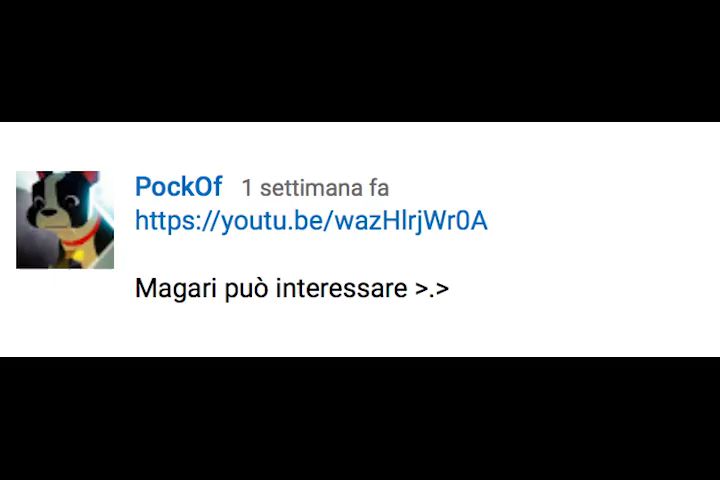 PockOf 1 settimana fa
https://youtu.be/wazHlrjWr0A
Magari può interessare >.>